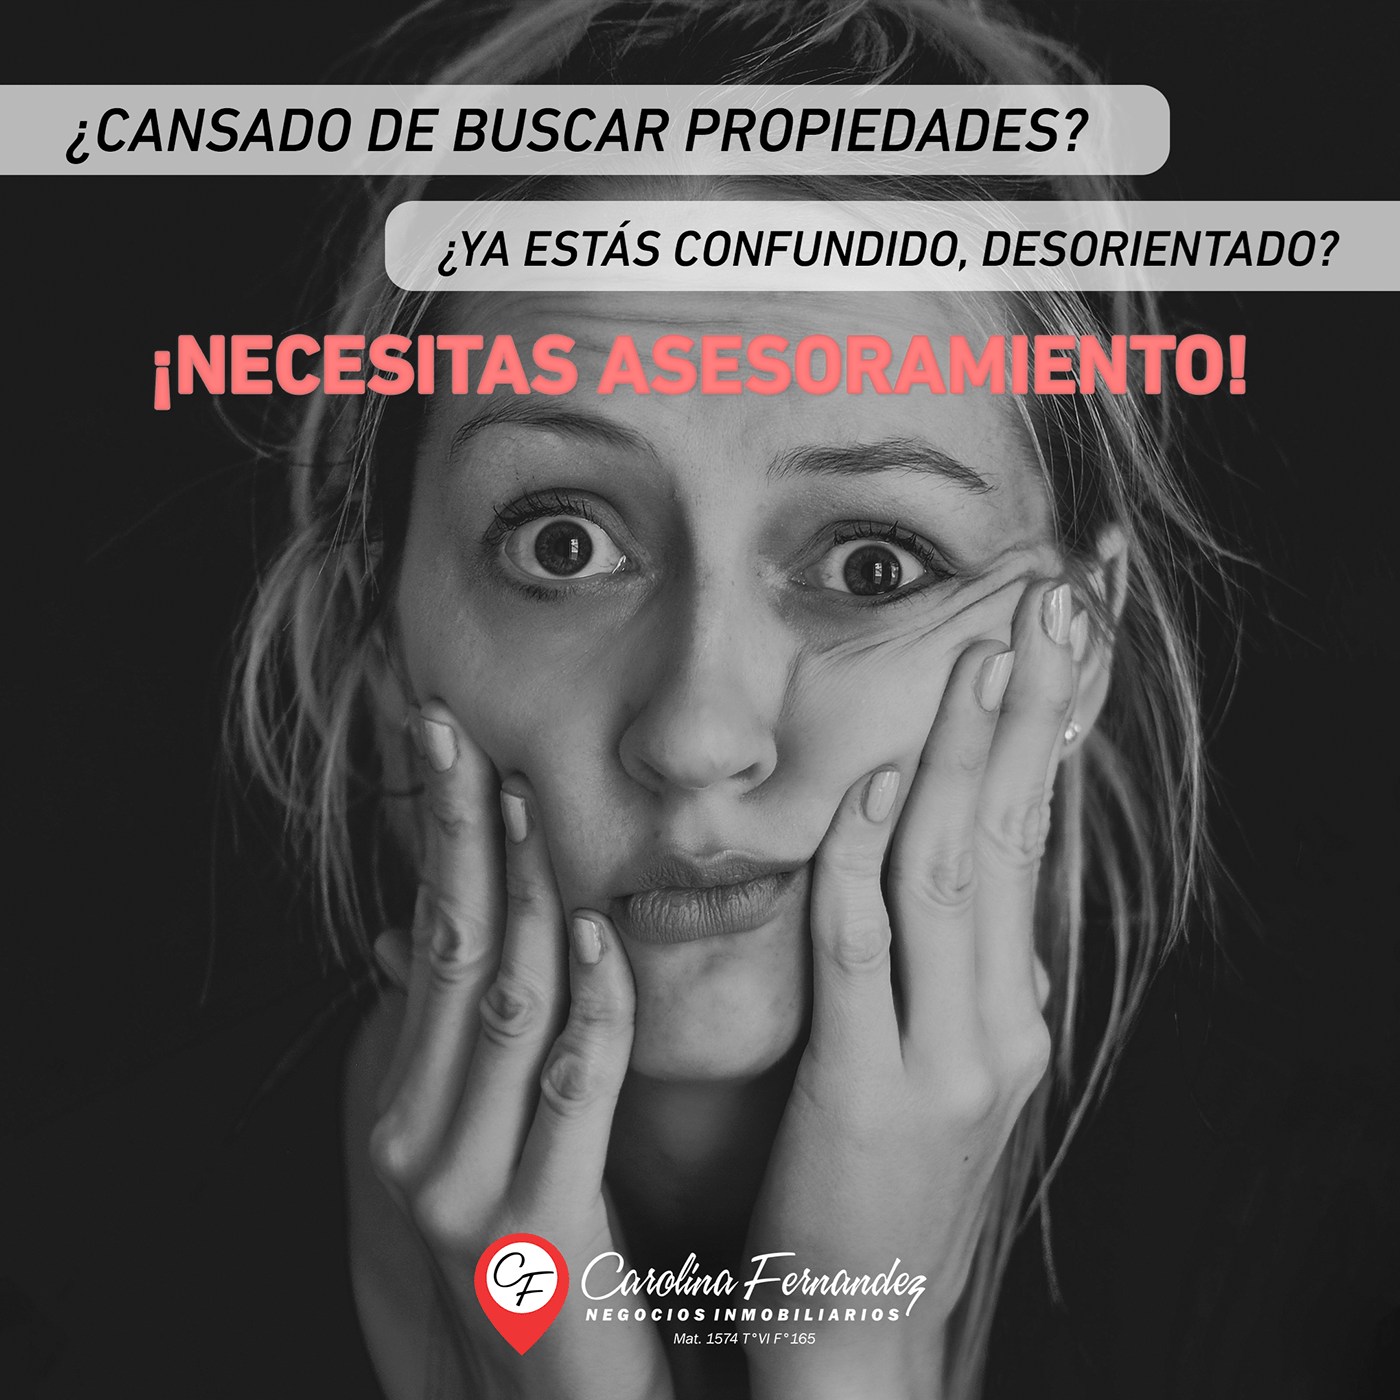 ¿CANSADO DE BUSCAR PROPIEDADES?
¿YA ESTÁS CONFUNDIDO, DESORIENTADO?
¡NECESITAS ASESORAMIENTO!
CF
Carolina Fernandez
NEGOCIOS INMOBILIARIOS
Mat. 1574 T°VI F°165